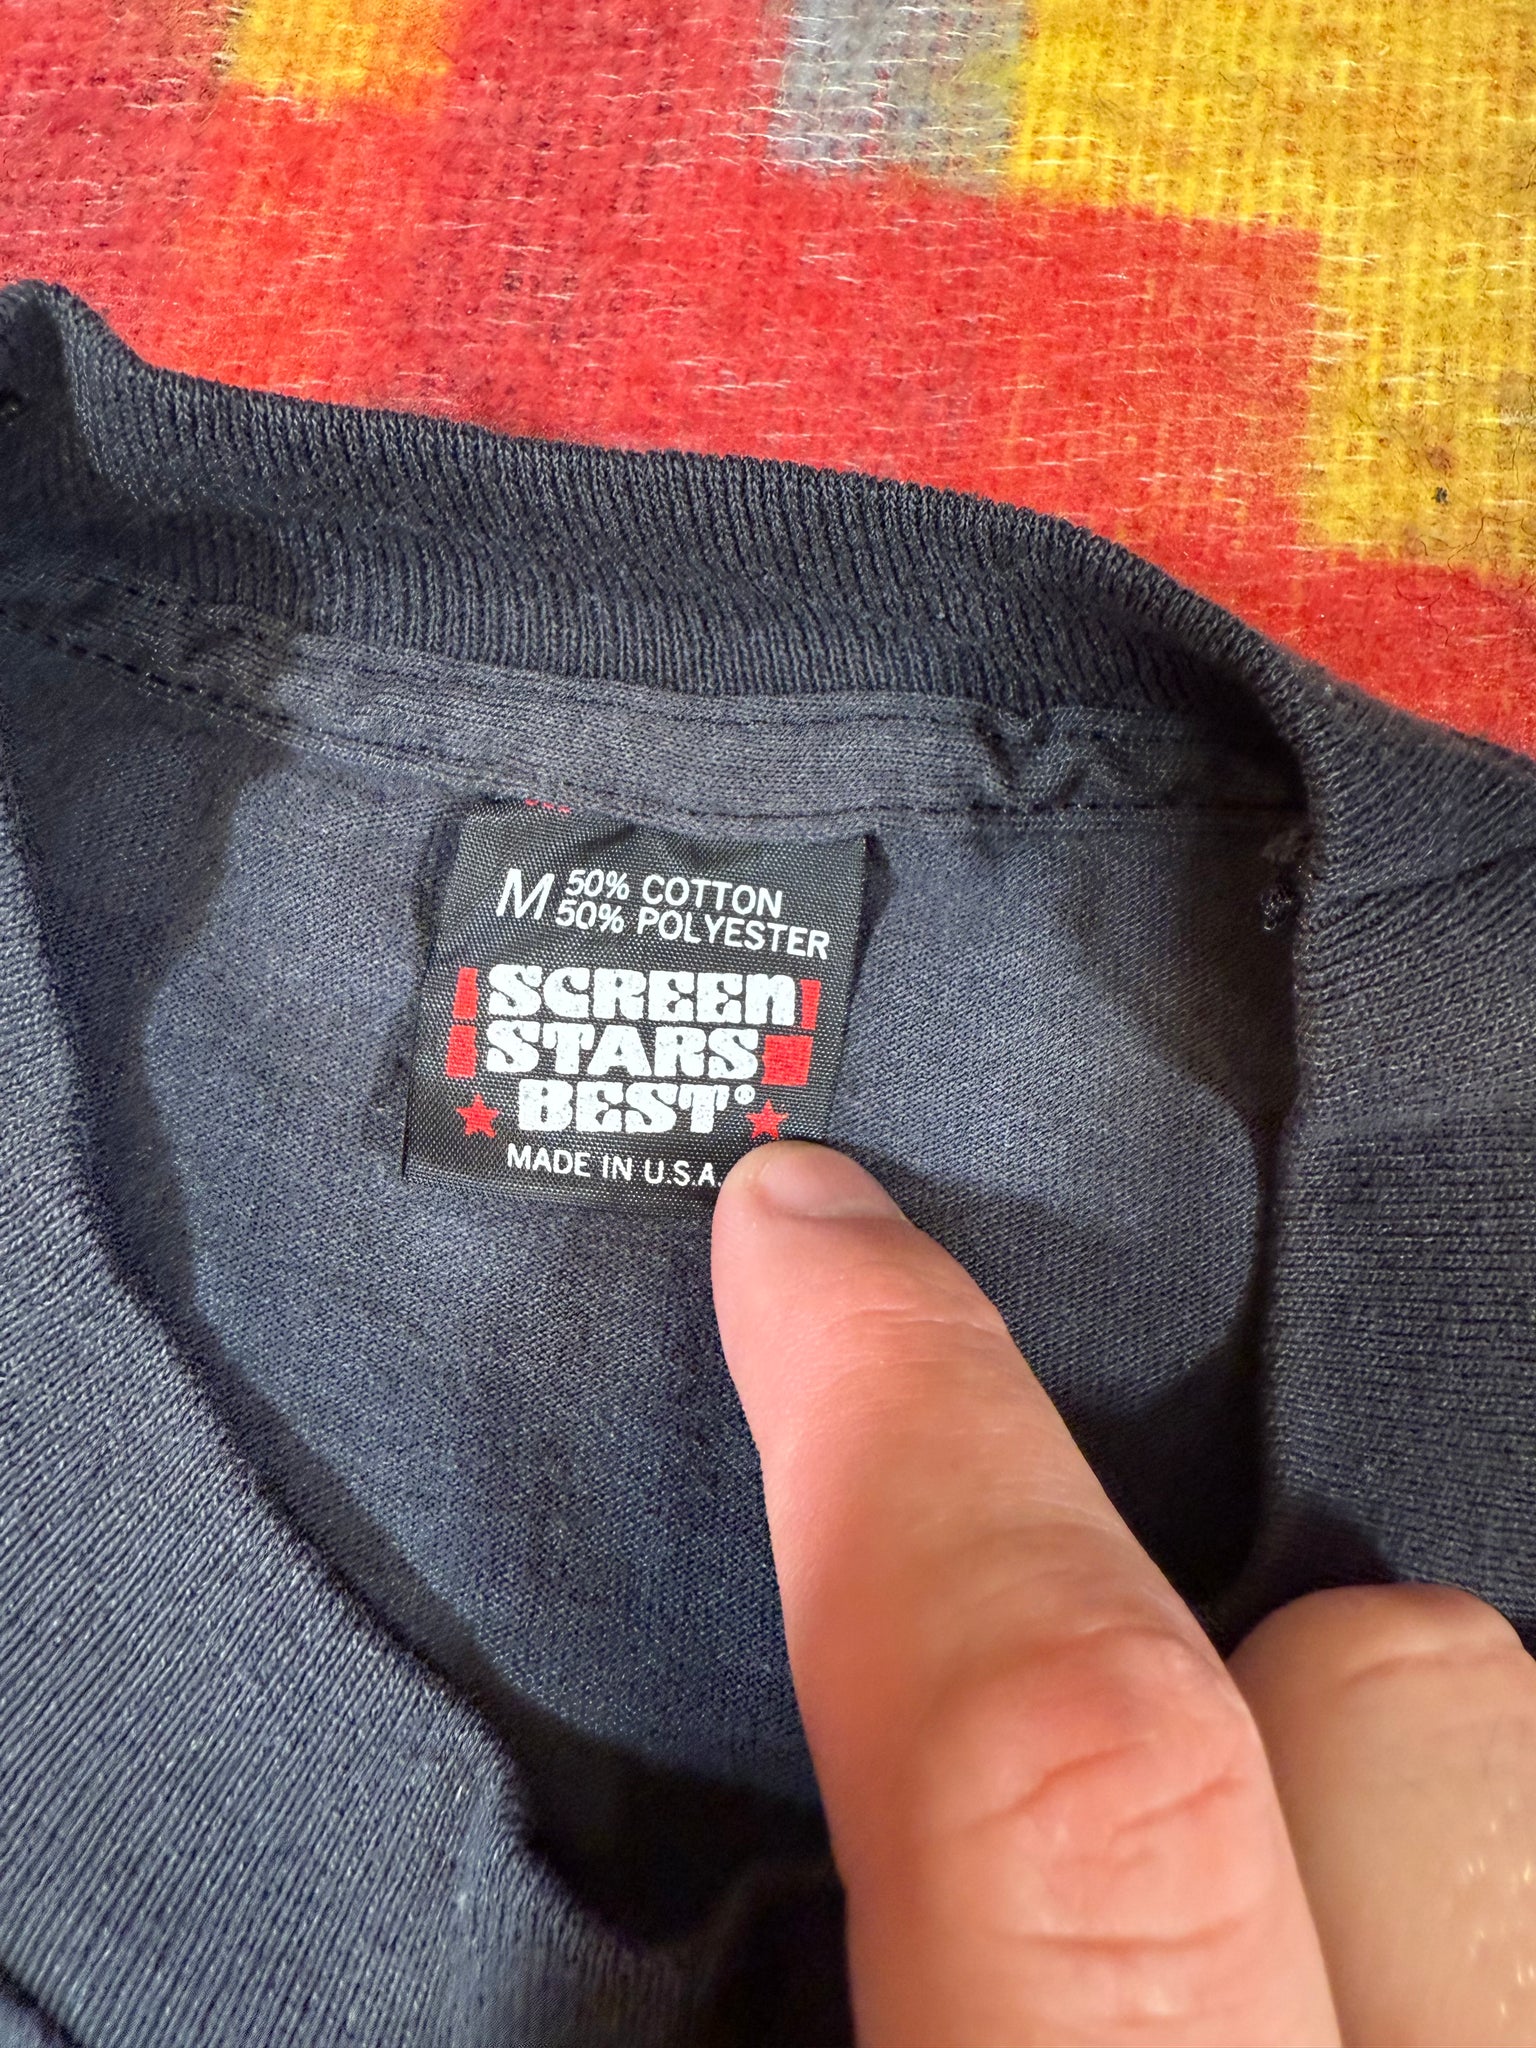 M 50% COTTON
50% POLYESTER
SCREEN
STARS
BEST®
MADE IN U.S.A.